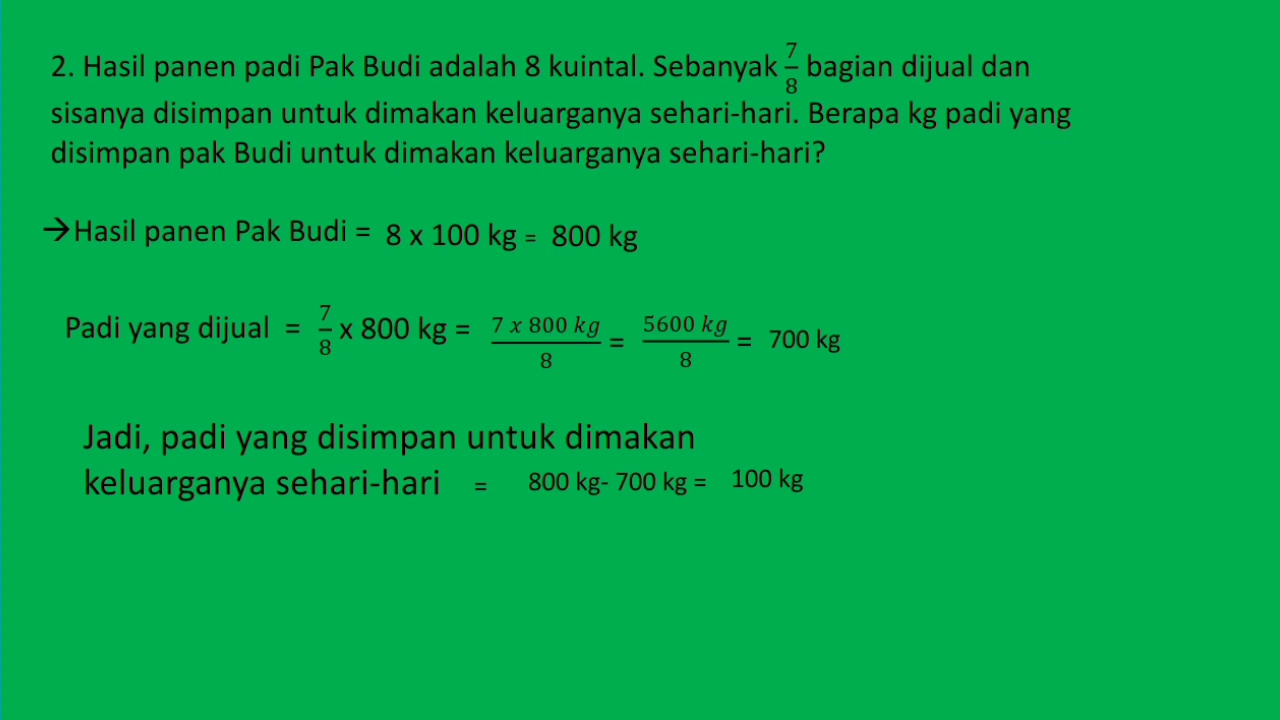 2. Hasil panen padi Pak Budi adalah 8 kuintal. Sebanyak 7/8 bagian dijual dan
sisanya disimpan untuk dimakan keluarganya sehari-hari. Berapa kg padi yang
disimpan pak Budi untuk dimakan keluarganya sehari-hari?
→Hasil panen Pak Budi = 8 x 100 kg = 800 kg
Padi yang dijual = 7/8 x 800 kg = 7 x 800 kg/8 = 5600 kg/8 = 700 kg
Jadi, padi yang disimpan untuk dimakan
keluarganya sehari-hari = 800 kg- 700 kg = 100 kg